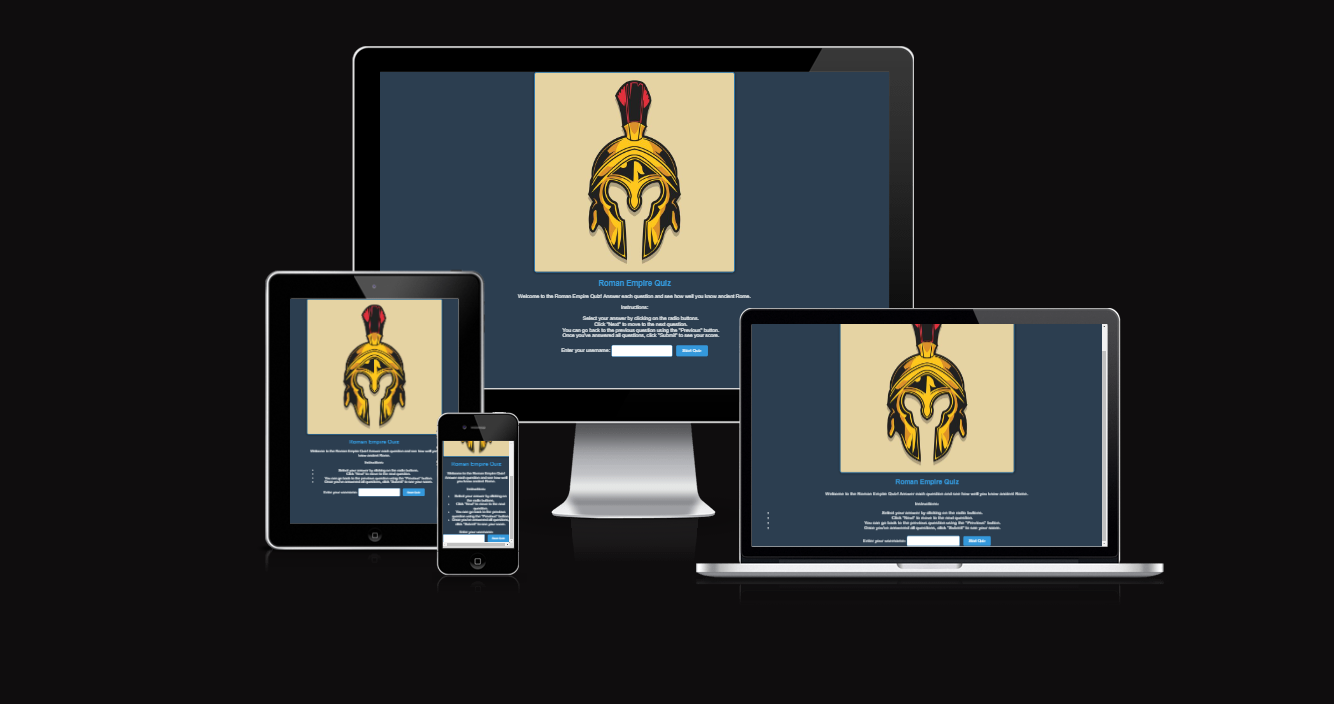 Roman Empire Quiz
Welcome to the Roman Empire Quiz! Answer each question and see how well you know ancient Rome.
Instructions:
Select your answer by clicking on the radio buttons.
Click "Next" to move to the next question.
You can go back to the previous question using the "Previous" button.
Once you've answered all questions, click "Submit" to see your score.
Enter your username: Start Quiz
Roman Empire Quiz
Welcome to the Roman Empire Quiz! Answer each question and see how well you
know ancient Rome.
Instructions:
Select your answer by clicking on the radio buttons.
Click "Next" to move to the next question.
You can go back to the previous question using the "Previous" button.
Once you've answered all questions, click "Submit" to see your score.
Enter your username: Start Quiz
Roman Empire Quiz
Welcome to the Roman Empire Quiz!
Answer each question and see how well
you know ancient Rome.
Instructions:
Select your answer by clicking on
the radio buttons.
Click "Next" to move to the next
question.
You can go back to the previous
question using the "Previous" button.
Once you've answered all questions,
click "Submit" to see your score.
Enter your username:
Start Quiz
Roman Empire Quiz
Welcome to the Roman Empire Quiz! Answer each question and see how well you know ancient Rome.
Instructions:
Select your answer by clicking on the radio buttons.
Click "Next" to move to the next question.
You can go back to the previous question using the "Previous" button.
Once you've answered all questions, click "Submit" to see your score.
Enter your username: Start Quiz